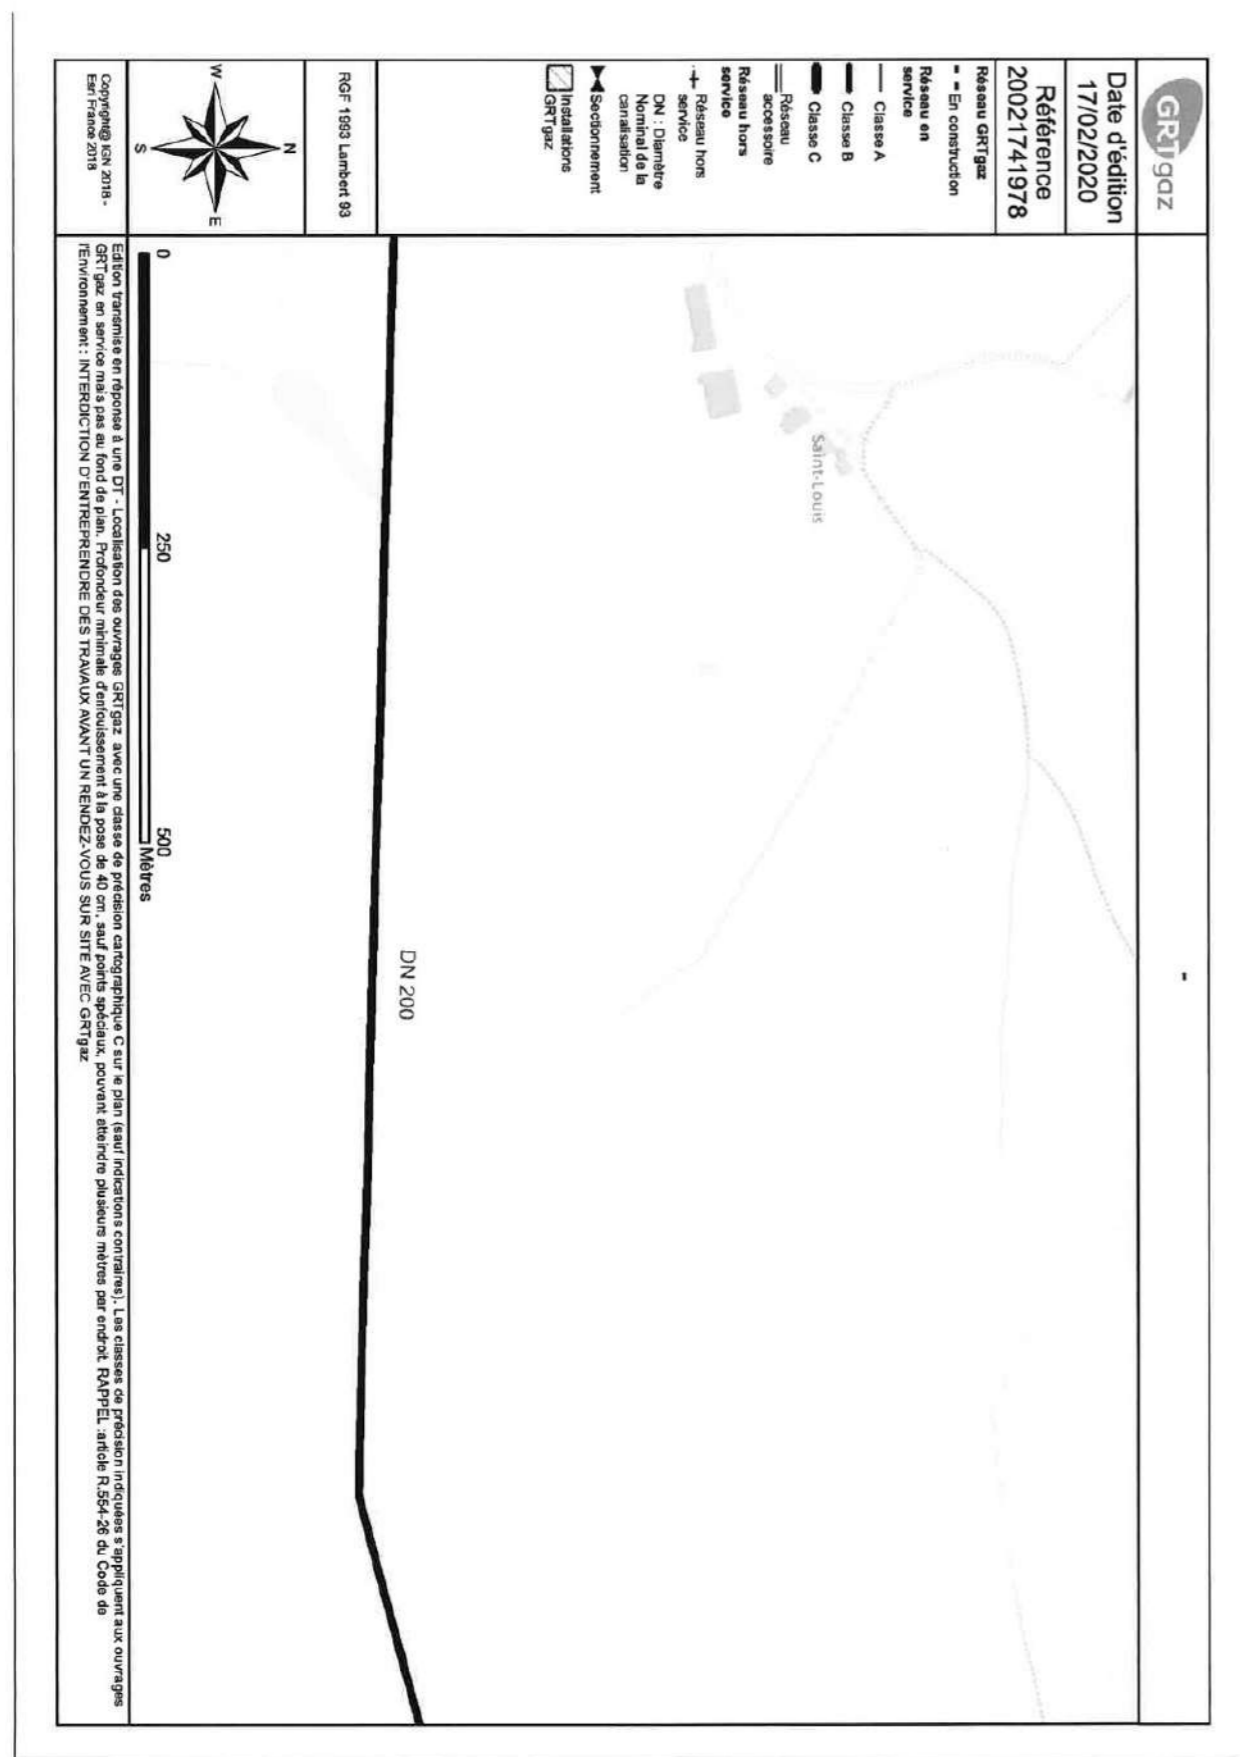 GRTgaz
Date d'édition
17/02/2020
Référence
2002174 1978
Réseau GRTgaz
En construction
Réseau en
service
Classe A
Classe B
Classe C
Réseau
accessoire
Réseau hors
service
Réseau hors
service
DN : Diamètre
Nominal de la
canalisation
Sectionnement
Installations
GRTgaz
RGF 1993 Lambert 93
N
W
E
S
Copyright@ IGN 2018 -
Esri France 2018
-
Saint-Louis
DN 200
0 250 500
Mètres
Edition transmise en réponse à une DT - Localisation des ouvrages GRTgaz avec une classe de précision cartographique C sur le plan (sauf indications contraires). Les classes de précision indiquées s'appliquent aux ouvrages
GRTgaz en service mais pas au fond de plan. Profondeur minimale d'enfouissement à la pose de 40 cm, sauf points spéciaux, pouvant atteindre plusieurs mètres par endroit. RAPPEL :article R.554-26 du Code de
l'Environnement : INTERDICTION D'ENTREPRENDRE DES TRAVAUX AVANT UN RENDEZ-VOUS SUR SITE AVEC GRTgaz